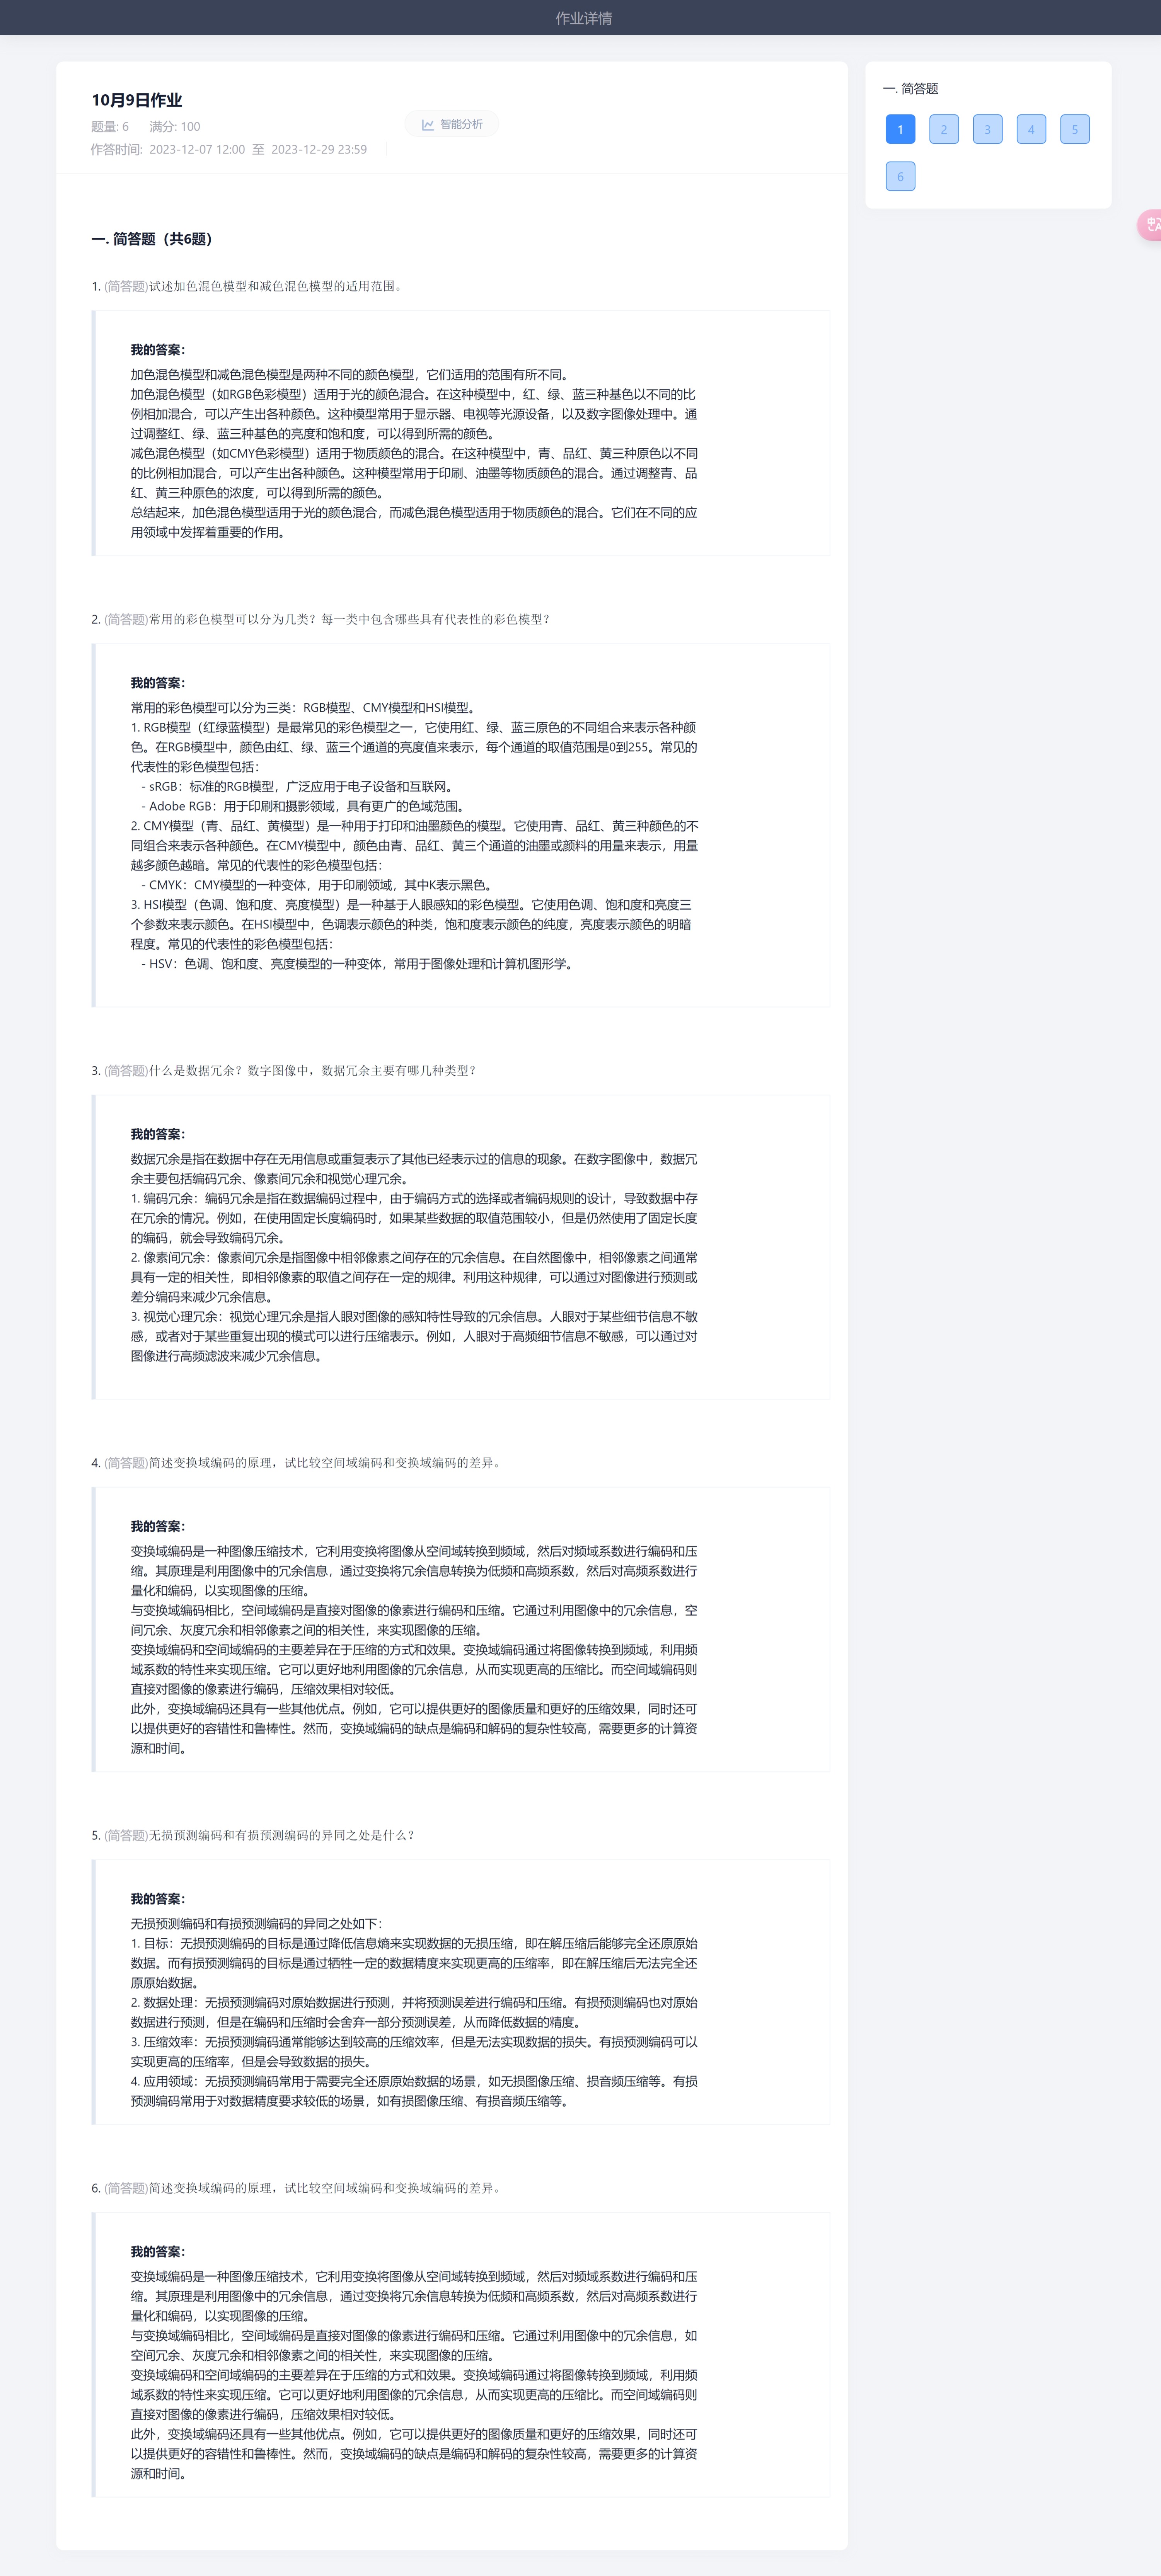 作业详情
10月9日作业
题量: 6 满分: 100
智能分析
作答时间: 2023-12-07 12:00 至 2023-12-29 23:59
一. 简答题
1 2 3 4 5
6
一. 简答题（共6题）
1. (简答题)试述加色混色模型和减色混色模型的适用范围。
我的答案：
加色混色模型和减色混色模型是两种不同的颜色模型，它们适用的范围有所不同。
加色混色模型（如RGB色彩模型）适用于光的颜色混合。在这种模型中，红、绿、蓝三种基色以不同的比
例相加混合，可以产生出各种颜色。这种模型常用于显示器、电视等光源设备，以及数字图像处理中。通
过调整红、绿、蓝三种基色的亮度和饱和度，可以得到所需的颜色。
减色混色模型（如CMY色彩模型）适用于物质颜色的混合。在这种模型中，青、品红、黄三种原色以不同
的比例相加混合，可以产生出各种颜色。这种模型常用于印刷、油墨等物质颜色的混合。通过调整青、品
红、黄三种原色的浓度，可以得到所需的颜色。
总结起来，加色混色模型适用于光的颜色混合，而减色混色模型适用于物质颜色的混合。它们在不同的应
用领域中发挥着重要的作用。
2. (简答题)常用的彩色模型可以分为几类？每一类中包含哪些具有代表性的彩色模型？
我的答案：
常用的彩色模型可以分为三类：RGB模型、CMY模型和HSI模型。
1. RGB模型（红绿蓝模型）是最常见的彩色模型之一，它使用红、绿、蓝三原色的不同组合来表示各种颜
色。在RGB模型中，颜色由红、绿、蓝三个通道的亮度值来表示，每个通道的取值范围是0到255。常见的
代表性的彩色模型包括：
- sRGB：标准的RGB模型，广泛应用于电子设备和互联网。
- Adobe RGB：用于印刷和摄影领域，具有更广的色域范围。
2. CMY模型（青、品红、黄模型）是一种用于打印和油墨颜色的模型。它使用青、品红、黄三种颜色的不
同组合来表示各种颜色。在CMY模型中，颜色由青、品红、黄三个通道的油墨或颜料的用量来表示，用量
越多颜色越暗。常见的代表性的彩色模型包括：
- CMYK：CMY模型的一种变体，用于印刷领域，其中K表示黑色。
3. HSI模型（色调、饱和度、亮度模型）是一种基于人眼感知的彩色模型。它使用色调、饱和度和亮度三
个参数来表示颜色。在HSI模型中，色调表示颜色的种类，饱和度表示颜色的纯度，亮度表示颜色的明暗
程度。常见的代表性的彩色模型包括：
- HSV：色调、饱和度、亮度模型的一种变体，常用于图像处理和计算机图形学。
3. (简答题)什么是数据冗余？数字图像中，数据冗余主要有哪几种类型？
我的答案：
数据冗余是指在数据中存在无用信息或重复表示了其他已经表示过的信息的现象。在数字图像中，数据冗
余主要包括编码冗余、像素间冗余和视觉心理冗余。
1. 编码冗余：编码冗余是指在数据编码过程中，由于编码方式的选择或者编码规则的设计，导致数据中存
在冗余的情况。例如，在使用固定长度编码时，如果某些数据的取值范围较小，但是仍然使用了固定长度
的编码，就会导致编码冗余。
2. 像素间冗余：像素间冗余是指图像中相邻像素之间存在的冗余信息。在自然图像中，相邻像素之间通常
具有一定的相关性，即相邻像素的取值之间存在一定的规律。利用这种规律，可以通过对图像进行预测或
差分编码来减少冗余信息。
3. 视觉心理冗余：视觉心理冗余是指人眼对图像的感知特性导致的冗余信息。人眼对于某些细节信息不敏
感，或者对于某些重复出现的模式可以进行压缩表示。例如，人眼对于高频细节信息不敏感，可以通过对
图像进行高频滤波来减少冗余信息。
4. (简答题)简述变换域编码的原理，试比较空间域编码和变换域编码的差异。
我的答案：
变换域编码是一种图像压缩技术，它利用变换将图像从空间域转换到频域，然后对频域系数进行编码和压
缩。其原理是利用图像中的冗余信息，通过变换将冗余信息转换为低频和高频系数，然后对高频系数进行
量化和编码，以实现图像的压缩。
与变换域编码相比，空间域编码是直接对图像的像素进行编码和压缩。它通过利用图像中的冗余信息，空
间冗余、灰度冗余和相邻像素之间的相关性，来实现图像的压缩。
变换域编码和空间域编码的主要差异在于压缩的方式和效果。变换域编码通过将图像转换到频域，利用频
域系数的特性来实现压缩。它可以更好地利用图像的冗余信息，从而实现更高的压缩比。而空间域编码则
直接对图像的像素进行编码，压缩效果相对较低。
此外，变换域编码还具有一些其他优点。例如，它可以提供更好的图像质量和更好的压缩效果，同时还可
以提供更好的容错性和鲁棒性。然而，变换域编码的缺点是编码和解码的复杂性较高，需要更多的计算资
源和时间。
5. (简答题)无损预测编码和有损预测编码的异同之处是什么？
我的答案：
无损预测编码和有损预测编码的异同之处如下：
1. 目标：无损预测编码的目标是通过降低信息熵来实现数据的无损压缩，即在解压缩后能够完全还原原始
数据。而有损预测编码的目标是通过牺牲一定的数据精度来实现更高的压缩率，即在解压缩后无法完全还
原原始数据。
2. 数据处理：无损预测编码对原始数据进行预测，并将预测误差进行编码和压缩。有损预测编码也对原始
数据进行预测，但是在编码和压缩时会舍弃一部分预测误差，从而降低数据的精度。
3. 压缩效率：无损预测编码通常能够达到较高的压缩效率，但是无法实现数据的损失。有损预测编码可以
实现更高的压缩率，但是会导致数据的损失。
4. 应用领域：无损预测编码常用于需要完全还原原始数据的场景，如无损图像压缩、损音频压缩等。有损
预测编码常用于对数据精度要求较低的场景，如有损图像压缩、有损音频压缩等。
6. (简答题)简述变换域编码的原理，试比较空间域编码和变换域编码的差异。
我的答案：
变换域编码是一种图像压缩技术，它利用变换将图像从空间域转换到频域，然后对频域系数进行编码和压
缩。其原理是利用图像中的冗余信息，通过变换将冗余信息转换为低频和高频系数，然后对高频系数进行
量化和编码，以实现图像的压缩。
与变换域编码相比，空间域编码是直接对图像的像素进行编码和压缩。它通过利用图像中的冗余信息，如
空间冗余、灰度冗余和相邻像素之间的相关性，来实现图像的压缩。
变换域编码和空间域编码的主要差异在于压缩的方式和效果。变换域编码通过将图像转换到频域，利用频
域系数的特性来实现压缩。它可以更好地利用图像的冗余信息，从而实现更高的压缩比。而空间域编码则
直接对图像的像素进行编码，压缩效果相对较低。
此外，变换域编码还具有一些其他优点。例如，它可以提供更好的图像质量和更好的压缩效果，同时还可
以提供更好的容错性和鲁棒性。然而，变换域编码的缺点是编码和解码的复杂性较高，需要更多的计算资
源和时间。